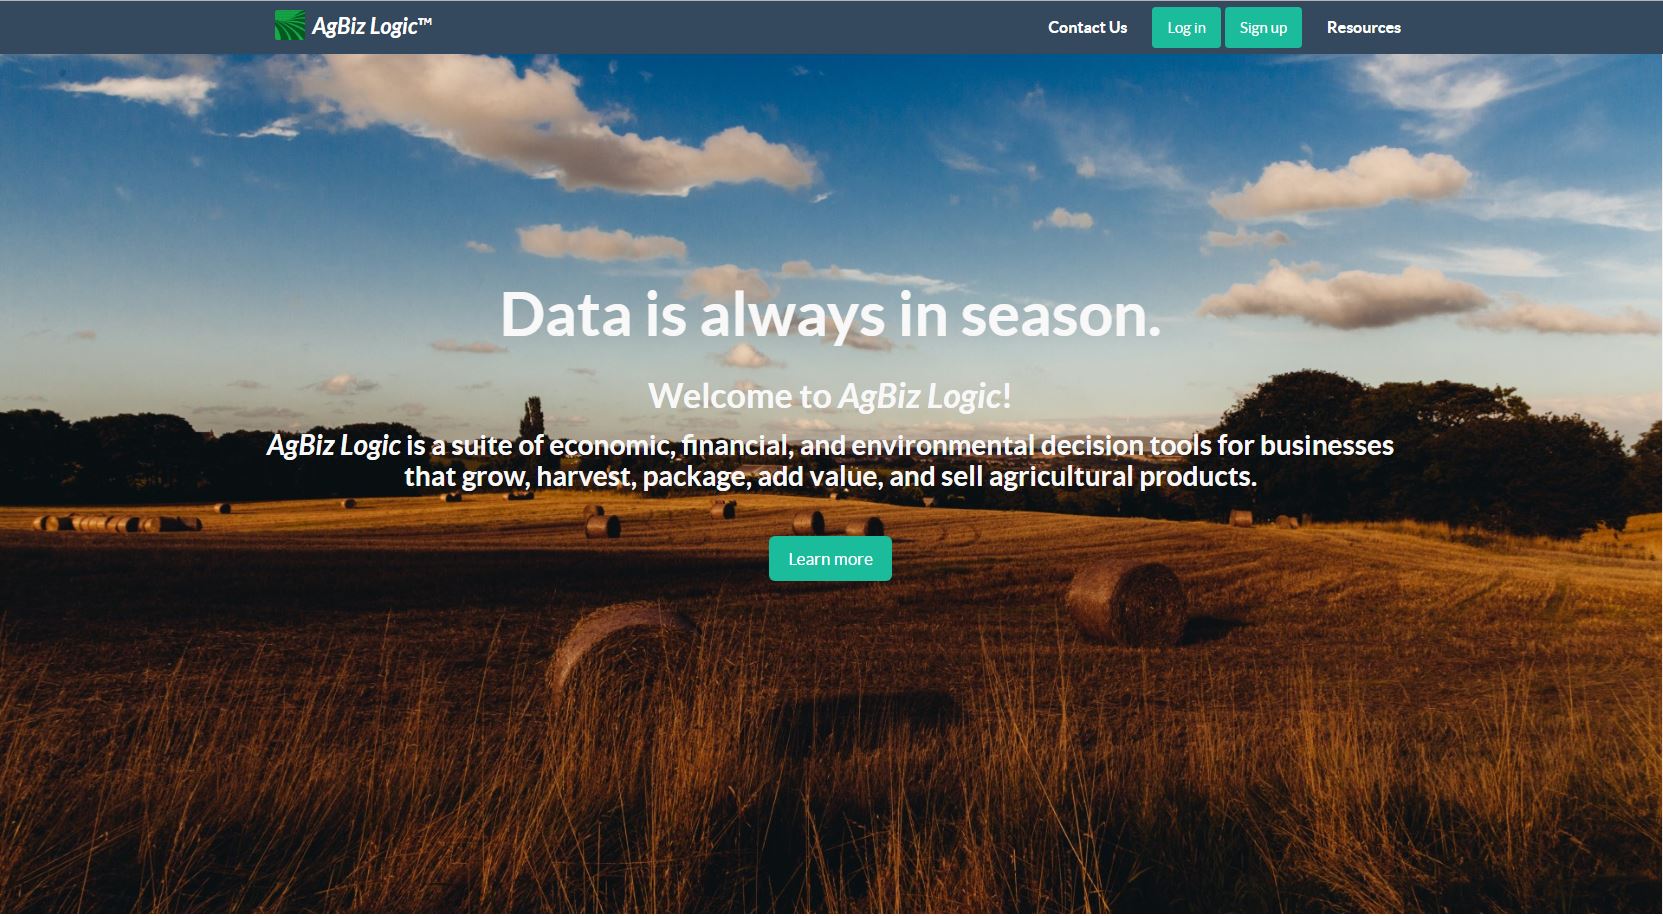 AgBiz Logic™
Contact Us
Log in
Sign up
Resources
Data is always in season.
Welcome to AgBiz Logic!
AgBiz Logic is a suite of economic, financial, and environmental decision tools for businesses
that grow, harvest, package, add value, and sell agricultural products.
Learn more